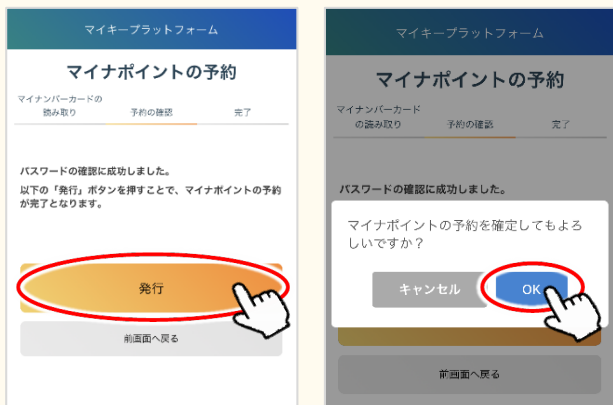 マイキープラットフォーム
マイナポイントの予約
マイナンバーカードの
読み取り
予約の確認
完了
パスワードの確認に成功しました。
以下の「発行」ボタンを押すことで、マイナポイントの予約
が完了となります。
発行
前画面へ戻る
マイキープラットフォーム
マイナポイントの予約
マイナンバーカード
の読み取り
予約の確認
完了
パスワードの確認に成功しました。
マイナポイントの予約を確定してもよろ
しいですか？
キャンセル
OK
前画面へ戻る